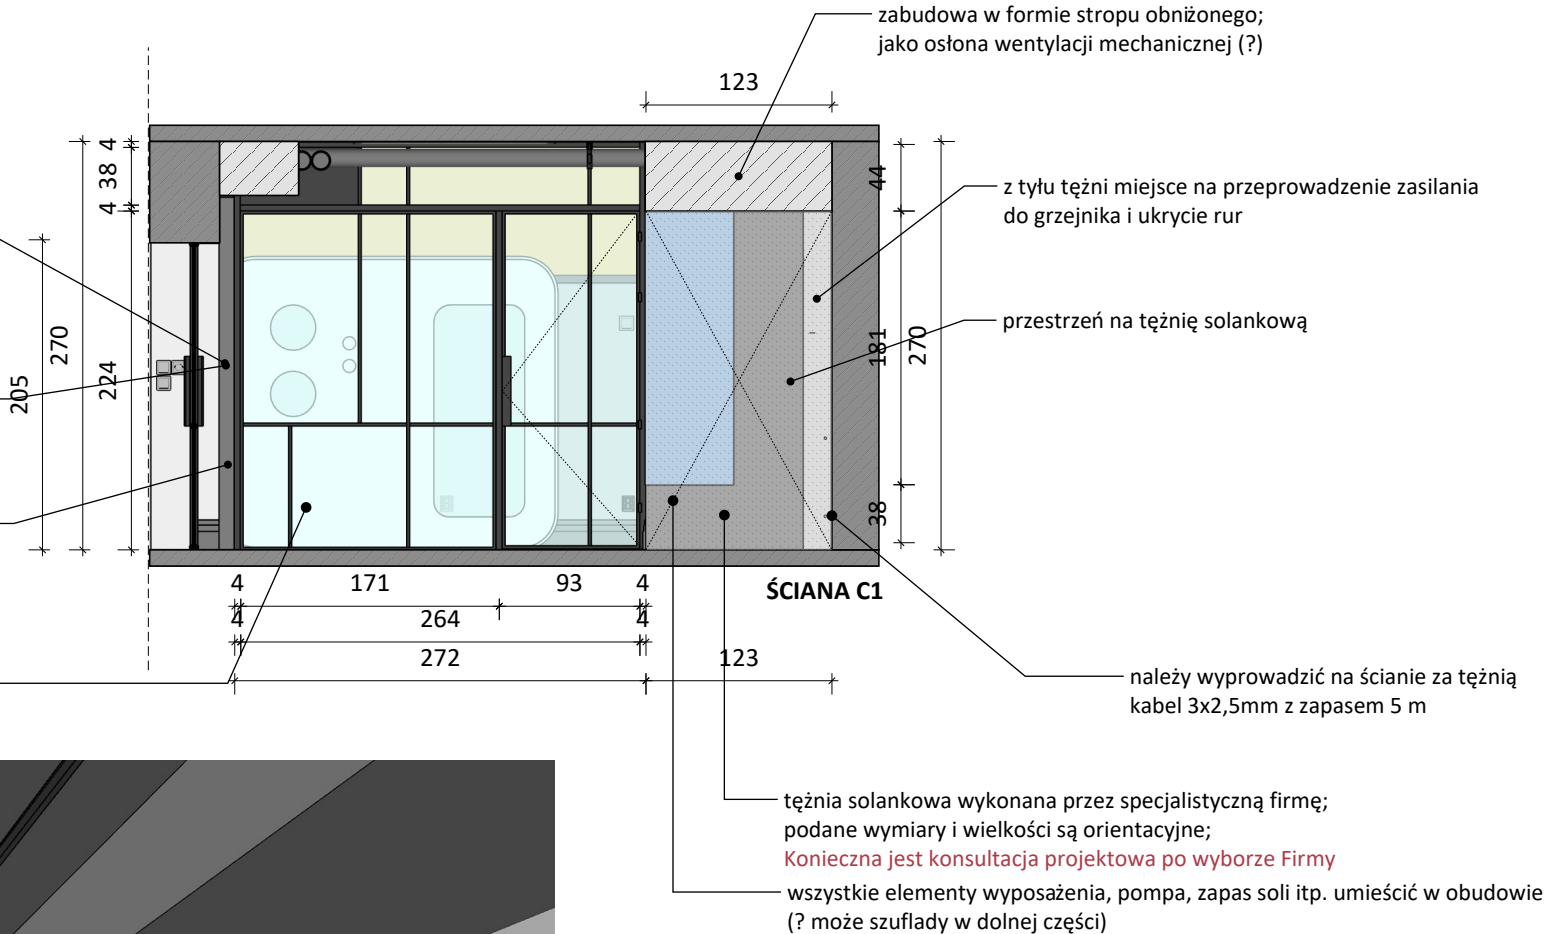 zabudowa w formie stropu obniżonego;
jako osłona wentylacji mechanicznej (?)
123
4
38
4
44
z tyłu tężni miejsce na przeprowadzenie zasilania
do grzejnika i ukrycie rur
przestrzeń na tężnię solankową
270
205
224
181
270
38
4
171
93
4
ŚCIANA C1
4
264
4
272
123
należy wyprowadzić na ścianie za tężnią
kabel 3x2,5mm z zapasem 5 m
tężnia solankowa wykonana przez specjalistyczną firmę;
podane wymiary i wielkości są orientacyjne;
Konieczna jest konsultacja projektowa po wyborze Firmy
wszystkie elementy wyposażenia, pompa, zapas soli itp. umieścić w obudowie
(? może szuflady w dolnej części)